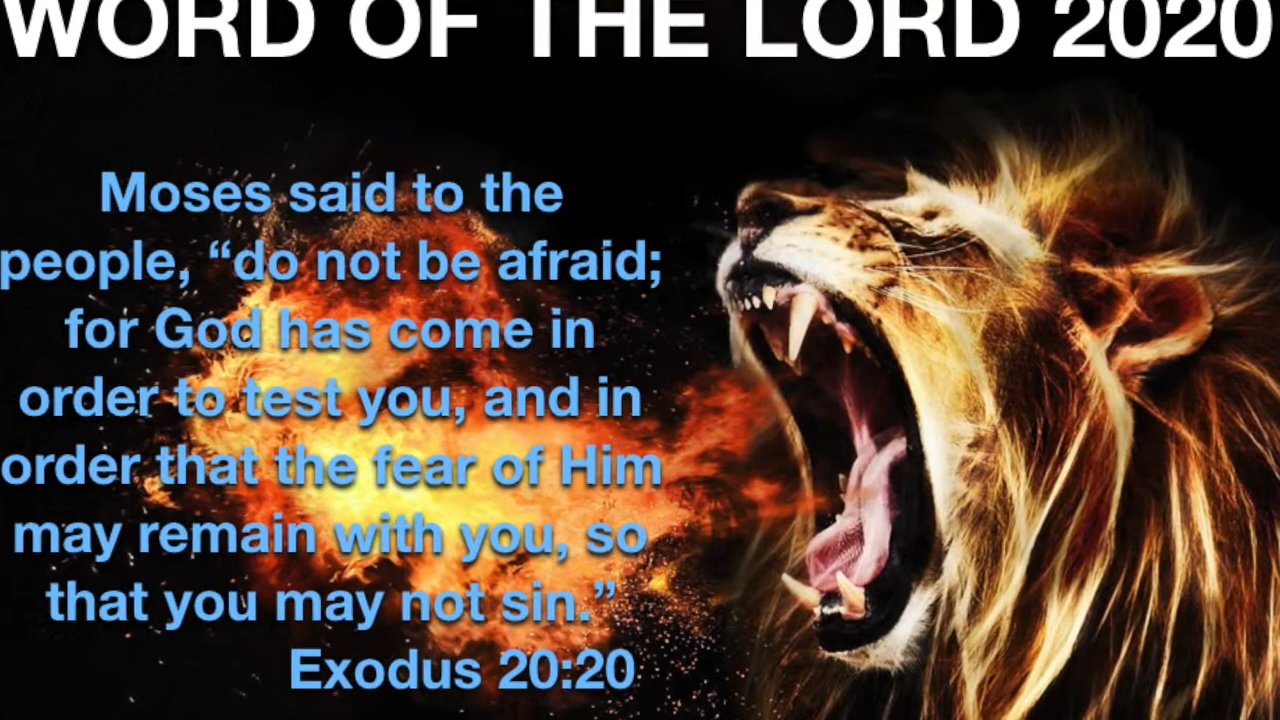 WORD OF THE LORD 2020
Moses said to the
people, “do not be afraid;
for God has come in
order to test you, and in
order that the fear of Him
may remain with you, so
that you may not sin.”
Exodus 20:20